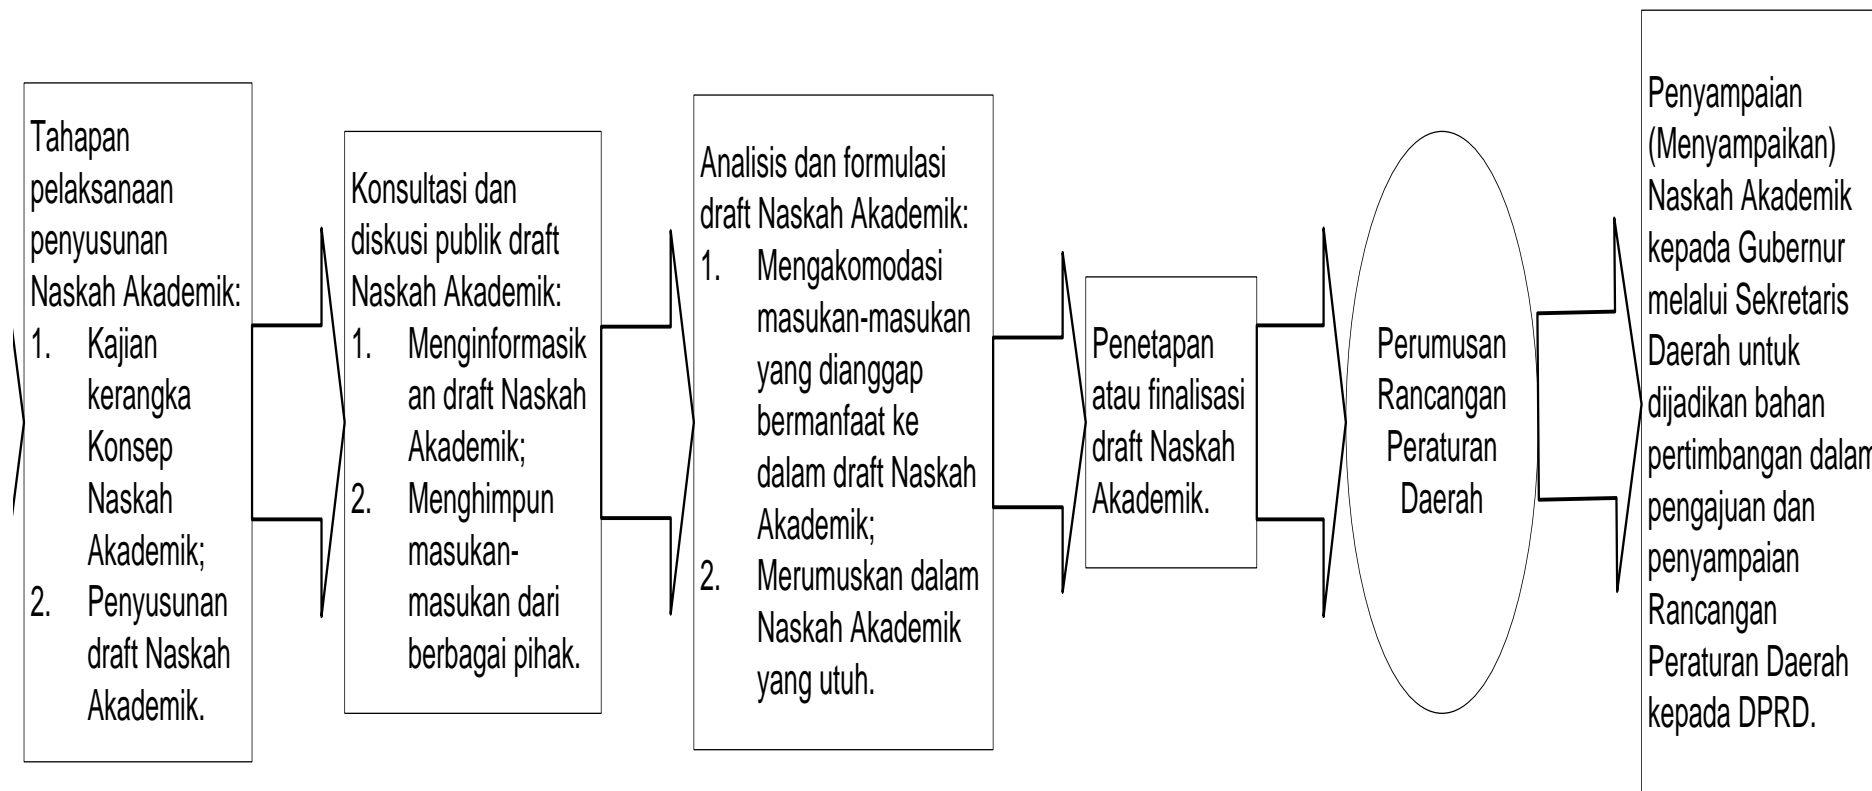 Tahapan
pelaksanaan
penyusunan
Naskah Akademik:
1. Kajian
kerangka
Konsep
Naskah
Akademik;
2. Penyusunan
draft Naskah
Akademik.
Konsultasi dan
diskusi publik draft
Naskah Akademik:
1. Menginformasik
an draft Naskah
Akademik;
2. Menghimpun
masukan-
masukan dari
berbagai pihak.
Analisis dan formulasi
draft Naskah Akademik:
1. Mengakomodasi
masukan-masukan
yang dianggap
bermanfaat ke
dalam draft Naskah
Akademik;
2. Merumuskan dalam
Naskah Akademik
yang utuh.
Penetapan
atau finalisasi
draft Naskah
Akademik.
Perumusan
Rancangan
Peraturan
Daerah
Penyampaian
(Menyampaikan)
Naskah Akademik
kepada Gubernur
melalui Sekretaris
Daerah untuk
dijadikan bahan
pertimbangan dalam
pengajuan dan
penyampaian
Rancangan
Peraturan Daerah
kepada DPRD.